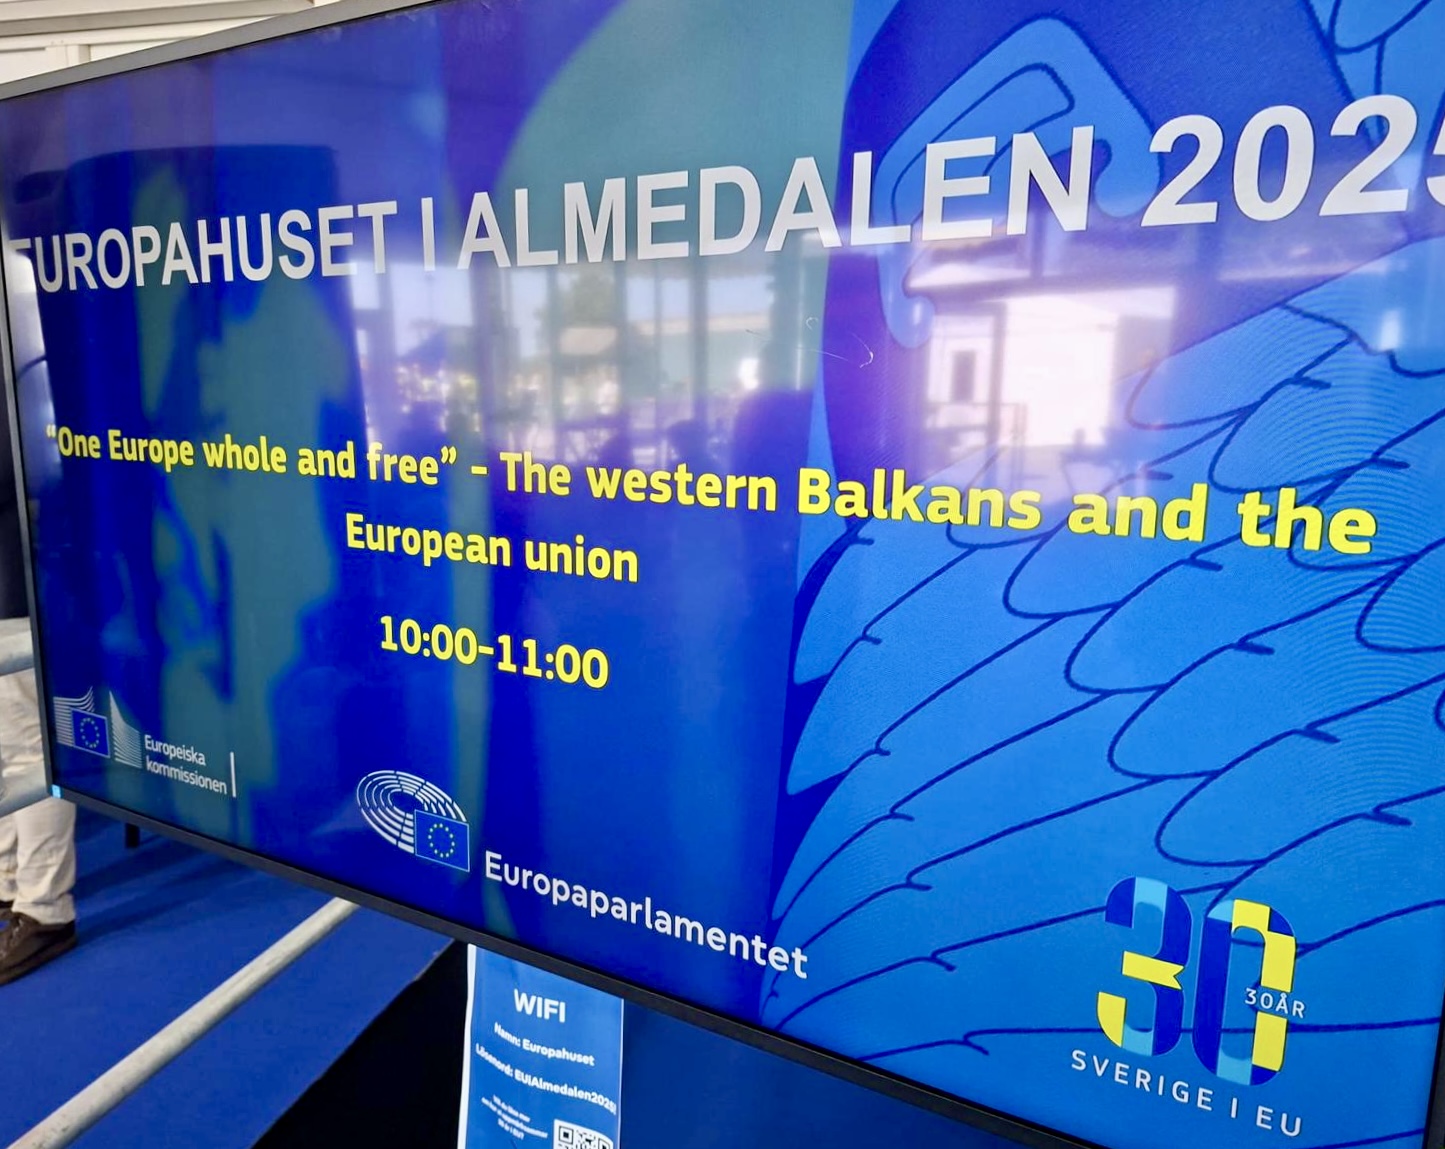 EUROPAHUSET I ALMEDALEN 2025
“One Europe whole and free” – The western Balkans and the
European union
10:00-11:00
Europeiska
kommissionen
Europaparlamentet
30
30ÅR
SVERIGE I EU
WIFI
Namn: Europahuset
Lösenord: EUIAlmedalen2025!